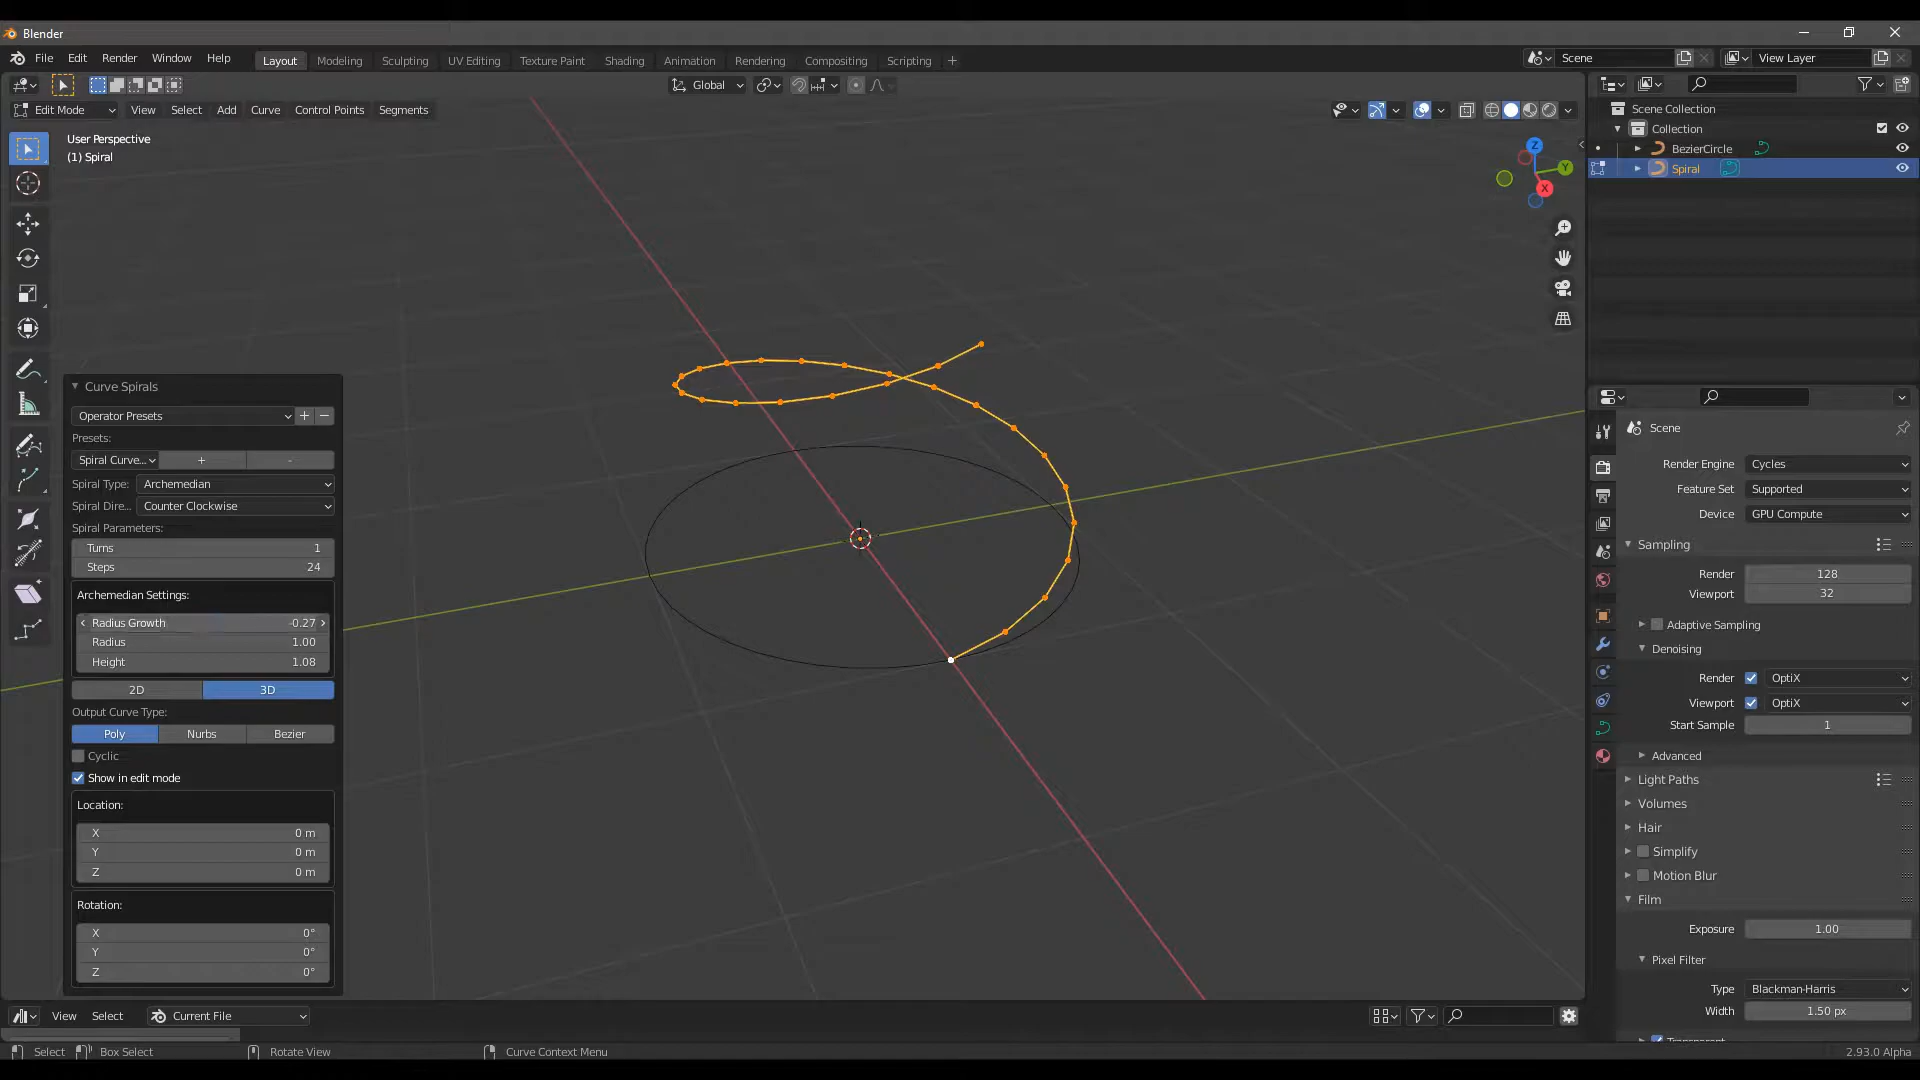 Blender
File Edit Render Window Help Layout Modeling Sculpting UV Editing Texture Paint Shading Animation Rendering Compositing Scripting + Scene View Layer
Global
Edit Mode View Select Add Curve Control Points Segments
User Perspective
(1) Spiral
Z
Y
X
Scene Collection
Collection
BezierCircle
Spiral
Curve Spirals
Operator Presets + −
Presets:
Spiral Curve... + -
Spiral Type: Archemedian
Spiral Dire... Counter Clockwise
Spiral Parameters:
Turns 1
Steps 24
Archemedian Settings:
Radius Growth -0.27
Radius 1.00
Height 1.08
2D 3D
Output Curve Type:
Poly Nurbs Bezier
Cyclic
Show in edit mode
Location:
X 0 m
Y 0 m
Z 0 m
Rotation:
X 0°
Y 0°
Z 0°
Scene
Render Engine Cycles
Feature Set Supported
Device GPU Compute
Sampling
Render 128
Viewport 32
Adaptive Sampling
Denoising
Render OptiX
Viewport OptiX
Start Sample 1
Advanced
Light Paths
Volumes
Hair
Simplify
Motion Blur
Film
Exposure 1.00
Pixel Filter
Type Blackman-Harris
Width 1.50 px
View Select Current File
Select Box Select Rotate View Curve Context Menu 2.93.0 Alpha